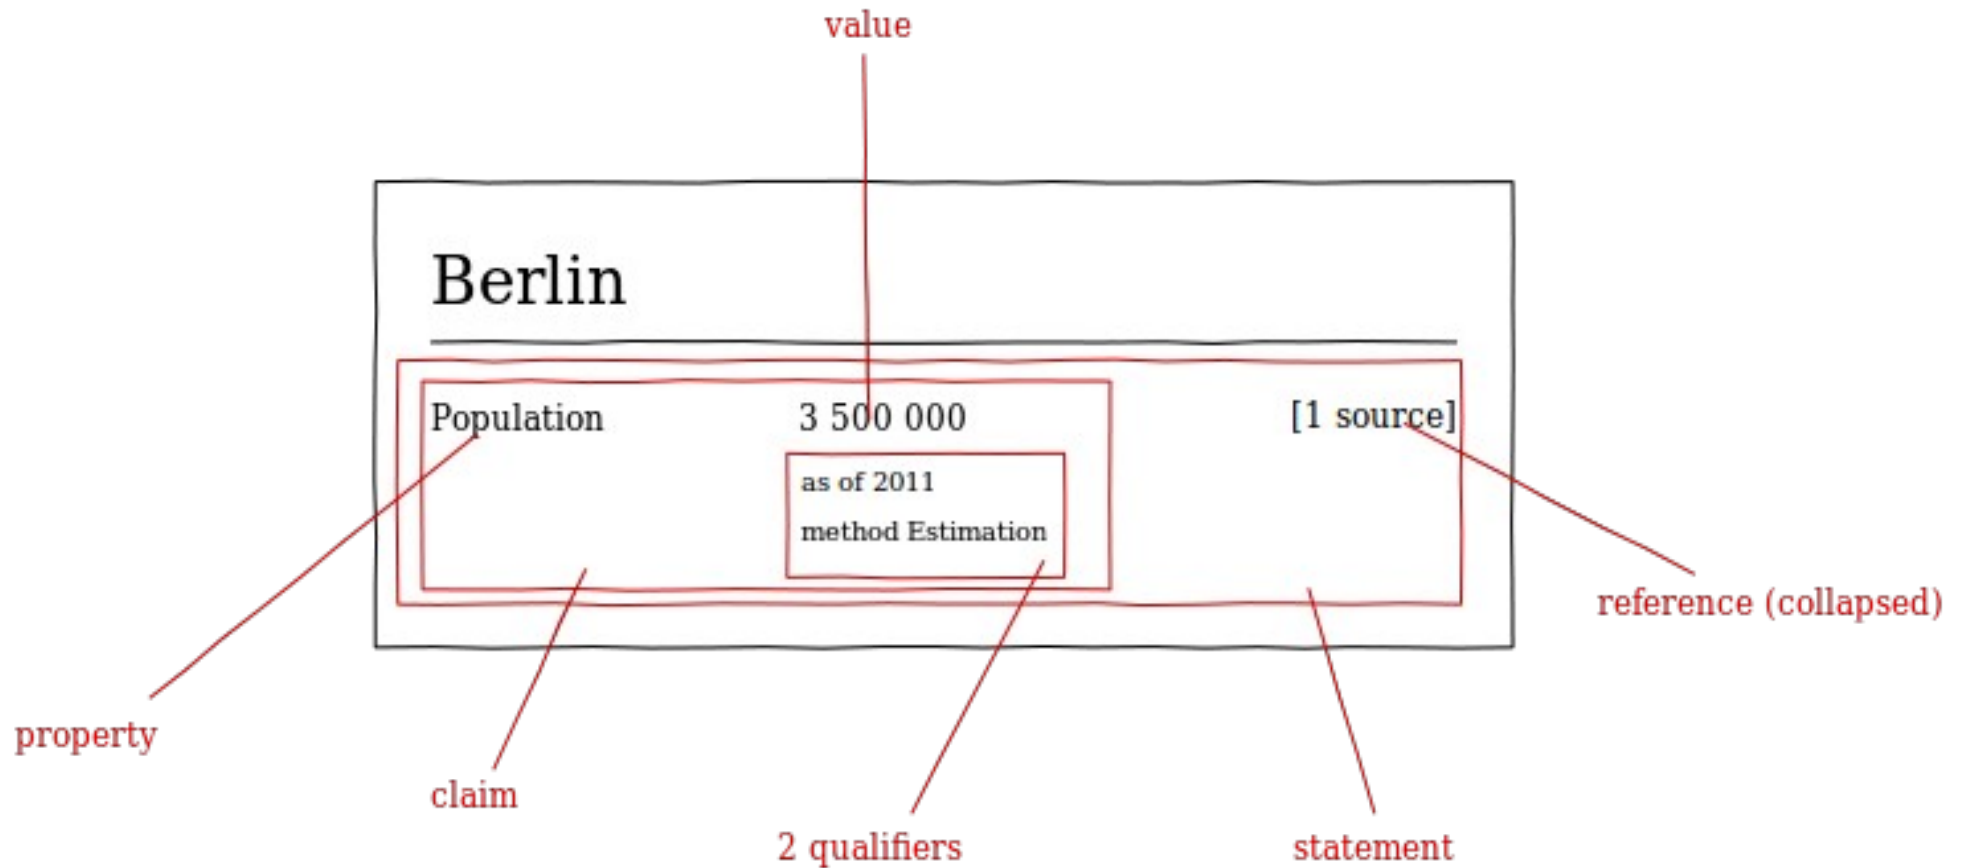 value
Berlin
Population 3 500 000 [1 source]
as of 2011
method Estimation
reference (collapsed)
property
claim
2 qualifiers
statement